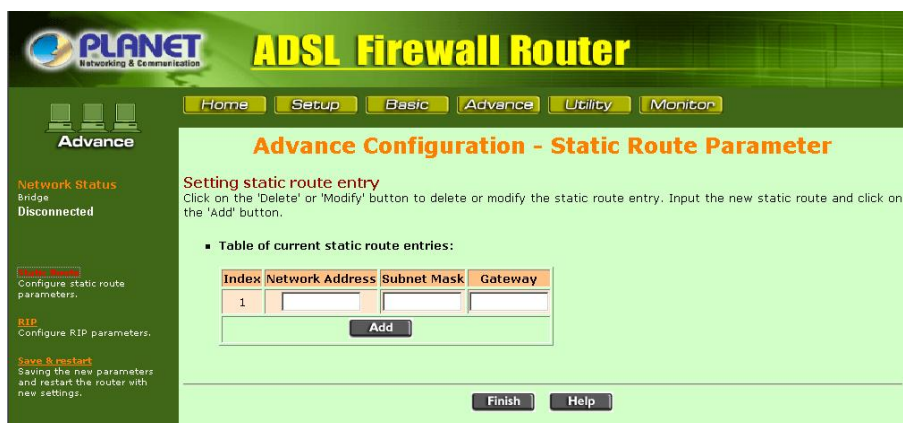 PLANET
Networking & Communication
ADSL Firewall Router
Home Setup Basic Advance Utility Monitor
Advance
Advance Configuration - Static Route Parameter
Network Status
Bridge
Disconnected
Setting static route entry
Click on the 'Delete' or 'Modify' button to delete or modify the static route entry. Input the new static route and click on
the 'Add' button.
Table of current static route entries:
Index Network Address Subnet Mask Gateway
1
Add
Static Route
Configure static route
parameters.
RIP
Configure RIP parameters.
Save & restart
Saving the new parameters
and restart the router with
new settings.
Finish Help